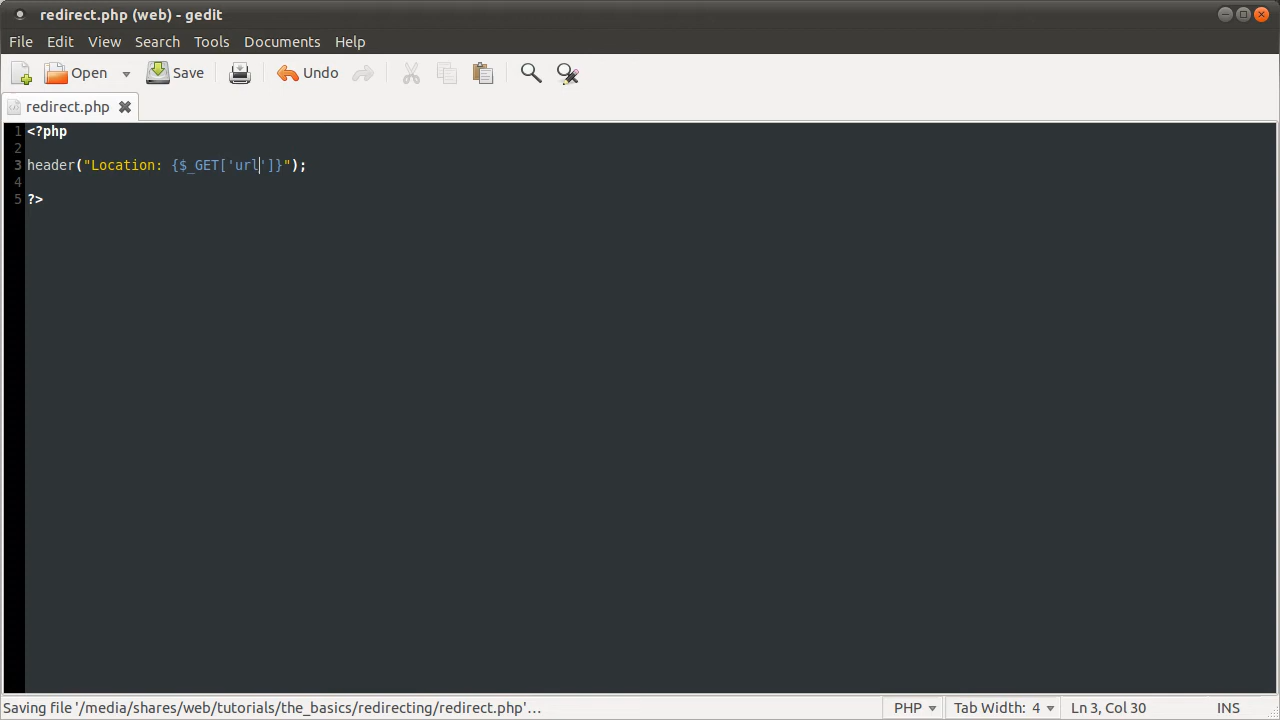 redirect.php (web) - gedit
File Edit View Search Tools Documents Help
Open Save Undo
redirect.php
1 <?php
2
3 header("Location: {$_GET['url']}");
4
5 ?>
Saving file '/media/shares/web/tutorials/the_basics/redirecting/redirect.php'... PHP Tab Width: 4 Ln 3, Col 30 INS